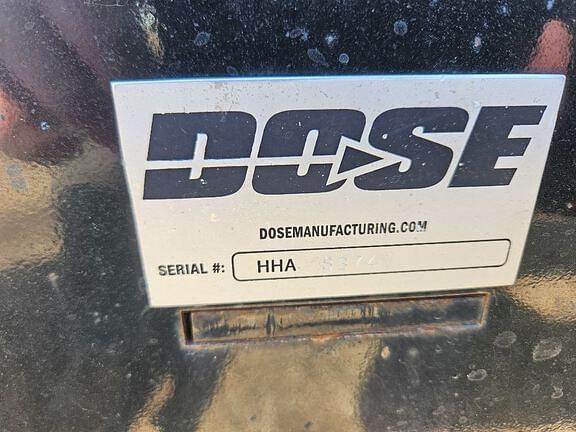 DOSE
DOSEMANUFACTURING.COM
SERIAL #: HHA